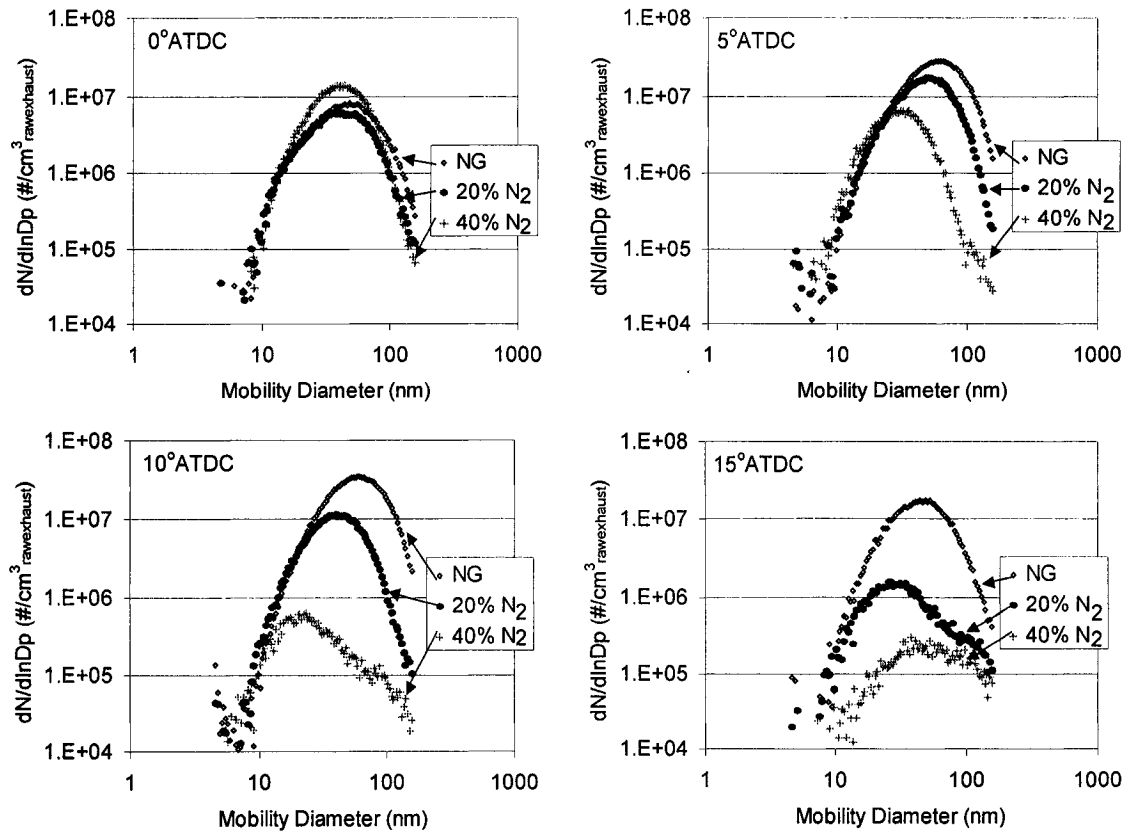 0°ATDC
dN/dlnDp (#/cm3rawexhaust)
1.E+08
1.E+07
1.E+06
1.E+05
1.E+04
NG
20% N2
40% N2
1 10 100 1000
Mobility Diameter (nm)
5°ATDC
dN/dlnDp (#/cm3rawexhaust)
1.E+08
1.E+07
1.E+06
1.E+05
1.E+04
NG
20% N2
40% N2
1 10 100 1000
Mobility Diameter (nm)
10°ATDC
dN/dlnDp (#/cm3rawexhaust)
1.E+08
1.E+07
1.E+06
1.E+05
1.E+04
NG
20% N2
40% N2
1 10 100 1000
Mobility Diameter (nm)
15°ATDC
dN/dlnDp (#/cm3rawexhaust)
1.E+08
1.E+07
1.E+06
1.E+05
1.E+04
NG
20% N2
40% N2
1 10 100 1000
Mobility Diameter (nm)